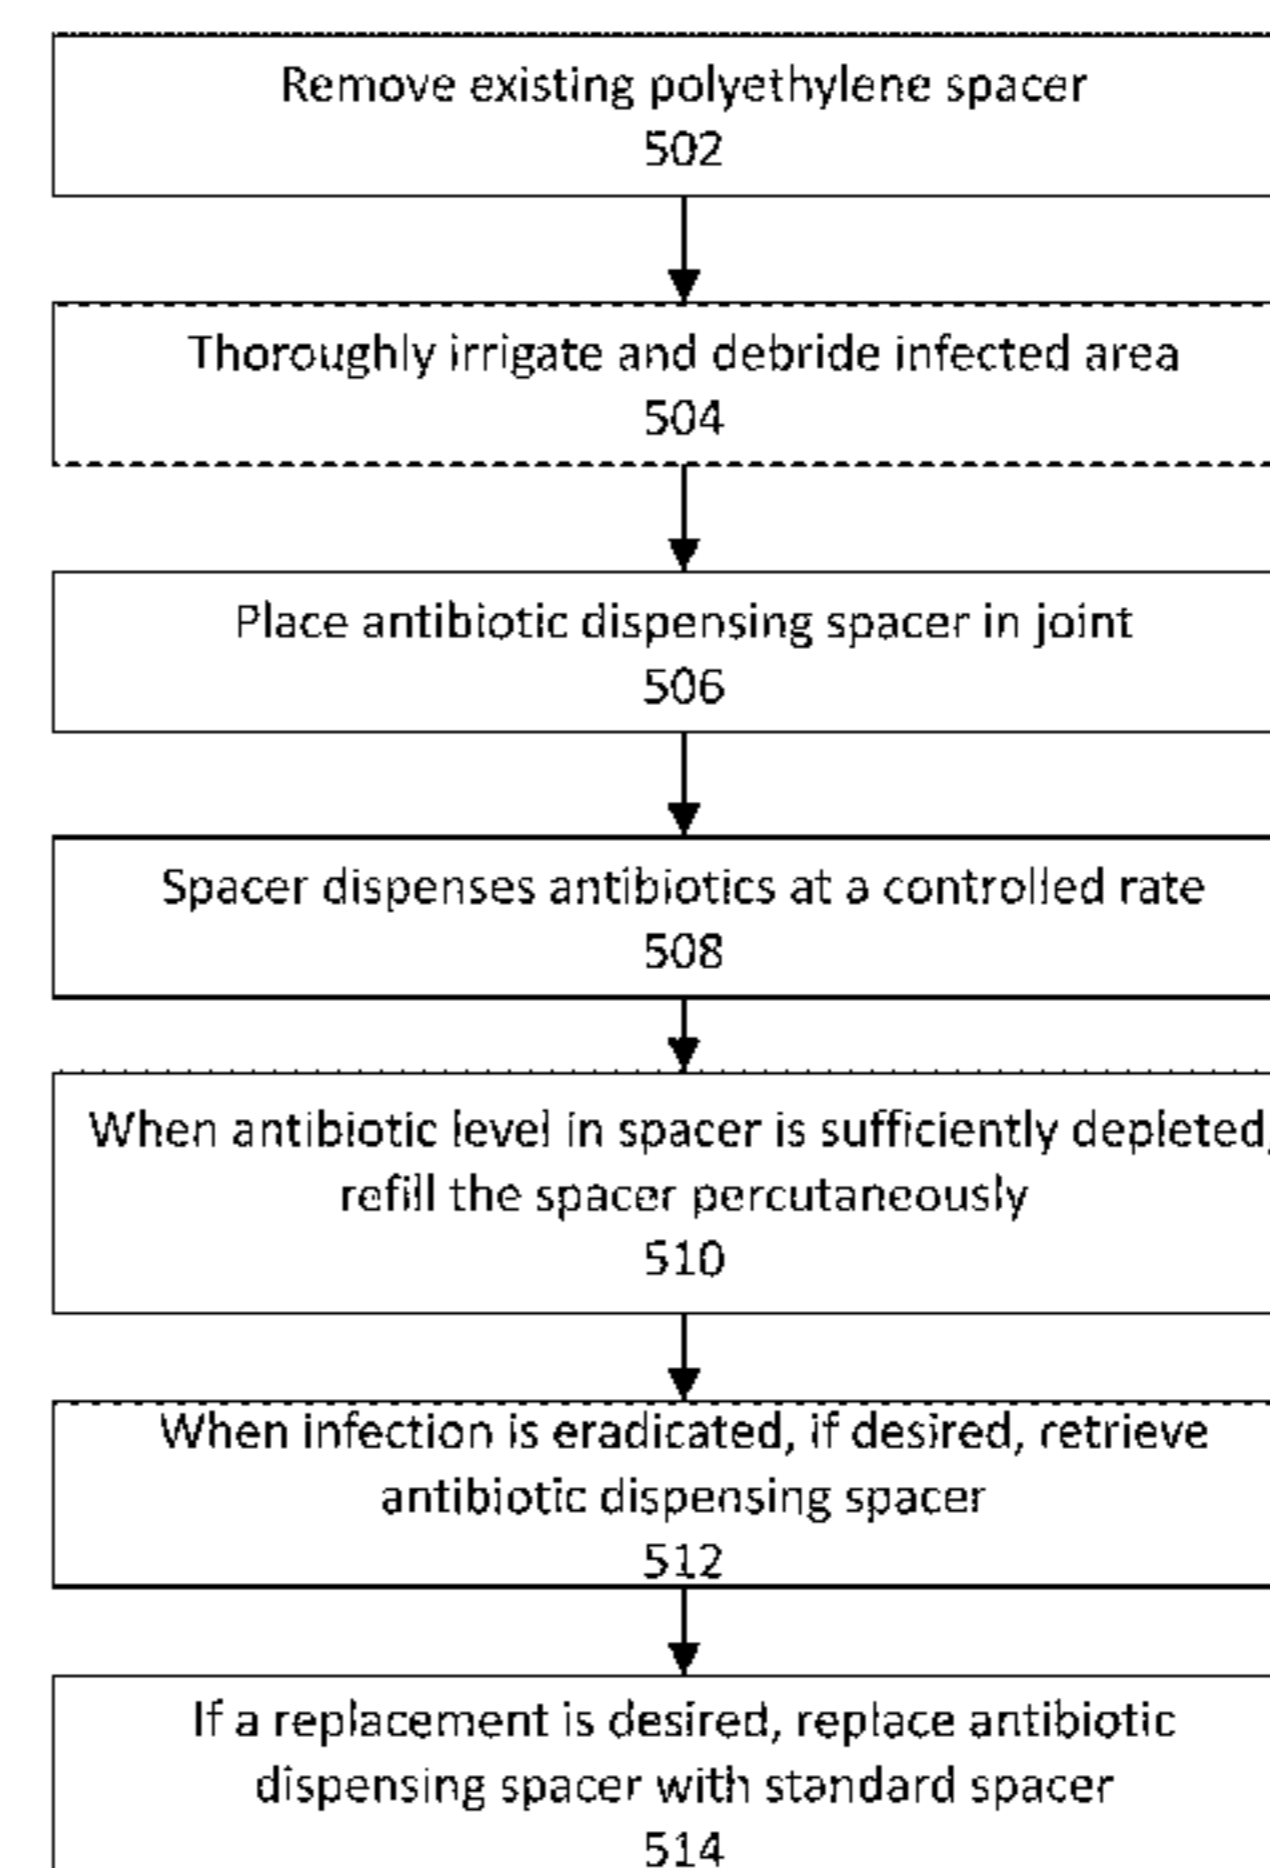 Remove existing polyethylene spacer
502
Thoroughly irrigate and debride infected area
504
Place antibiotic dispensing spacer in joint
506
Spacer dispenses antibiotics at a controlled rate
508
When antibiotic level in spacer is sufficiently depleted,
refill the spacer percutaneously
510
When infection is eradicated, if desired, retrieve
antibiotic dispensing spacer
512
If a replacement is desired, replace antibiotic
dispensing spacer with standard spacer
514